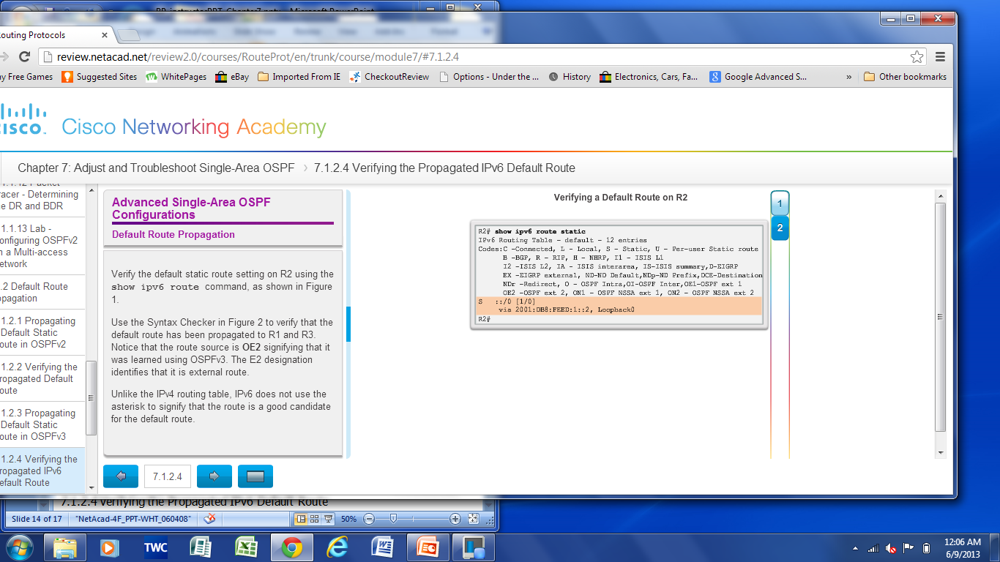 Microsoft PowerPoint
outing Protocols
review.netacad.net/review2.0/courses/RouteProt/en/trunk/course/module7/#7.1.2.4
y Free Games
Suggested Sites
WhitePages
eBay
Imported From IE
CheckoutReview
Options - Under the ...
History
Electronics, Cars, Fa...
Google Advanced S...
»
Other bookmarks
cisco.
Cisco Networking Academy
Chapter 7: Adjust and Troubleshoot Single-Area OSPF
7.1.2.4 Verifying the Propagated IPv6 Default Route
1.1.12 Packet
racer - Determining
e DR and BDR
1.1.13 Lab -
onfiguring OSPFv2
n a Multi-access
etwork
.2 Default Route
opagation
1.2.1 Propagating
Default Static
oute in OSPFv2
1.2.2 Verifying the
ropagated Default
oute
1.2.3 Propagating
Default Static
oute in OSPFv3
1.2.4 Verifying the
ropagated IPv6
efault Route
Advanced Single-Area OSPF
Configurations
Default Route Propagation
Verify the default static route setting on R2 using the
show ipv6 route command, as shown in Figure
1.
Use the Syntax Checker in Figure 2 to verify that the
default route has been propagated to R1 and R3.
Notice that the route source is OE2 signifying that it
was learned using OSPFv3. The E2 designation
identifies that it is external route.
Unlike the IPv4 routing table, IPv6 does not use the
asterisk to signify that the route is a good candidate
for the default route.
7.1.2.4
Verifying a Default Route on R2
R2# show ipv6 route static
IPv6 Routing Table - default - 12 entries
Codes:C -Connected, L - Local, S - Static, U - Per-user Static route
B -BGP, R - RIP, H - NHRP, I1 - ISIS L1
I2 -ISIS L2, IA - ISIS interarea, IS-ISIS summary,D-EIGRP
EX -EIGRP external, ND-ND Default,NDp-ND Prefix,DCE-Destination
NDr -Redirect, O - OSPF Intra,OI-OSPF Inter,OE1-OSPF ext 1
OE2 -OSPF ext 2, ON1 - OSPF NSSA ext 1, ON2 - OSPF NSSA ext 2
S ::/0 [1/0]
via 2001:DB8:FEED:1::2, Loopback0
R2#
1
2
7.1.2.4 Verifying the Propagated IPv6 Default Route
Slide 14 of 17
"NetAcad-4F_PPT-WHT_060408"
50%
TWC
12:06 AM
6/9/2013